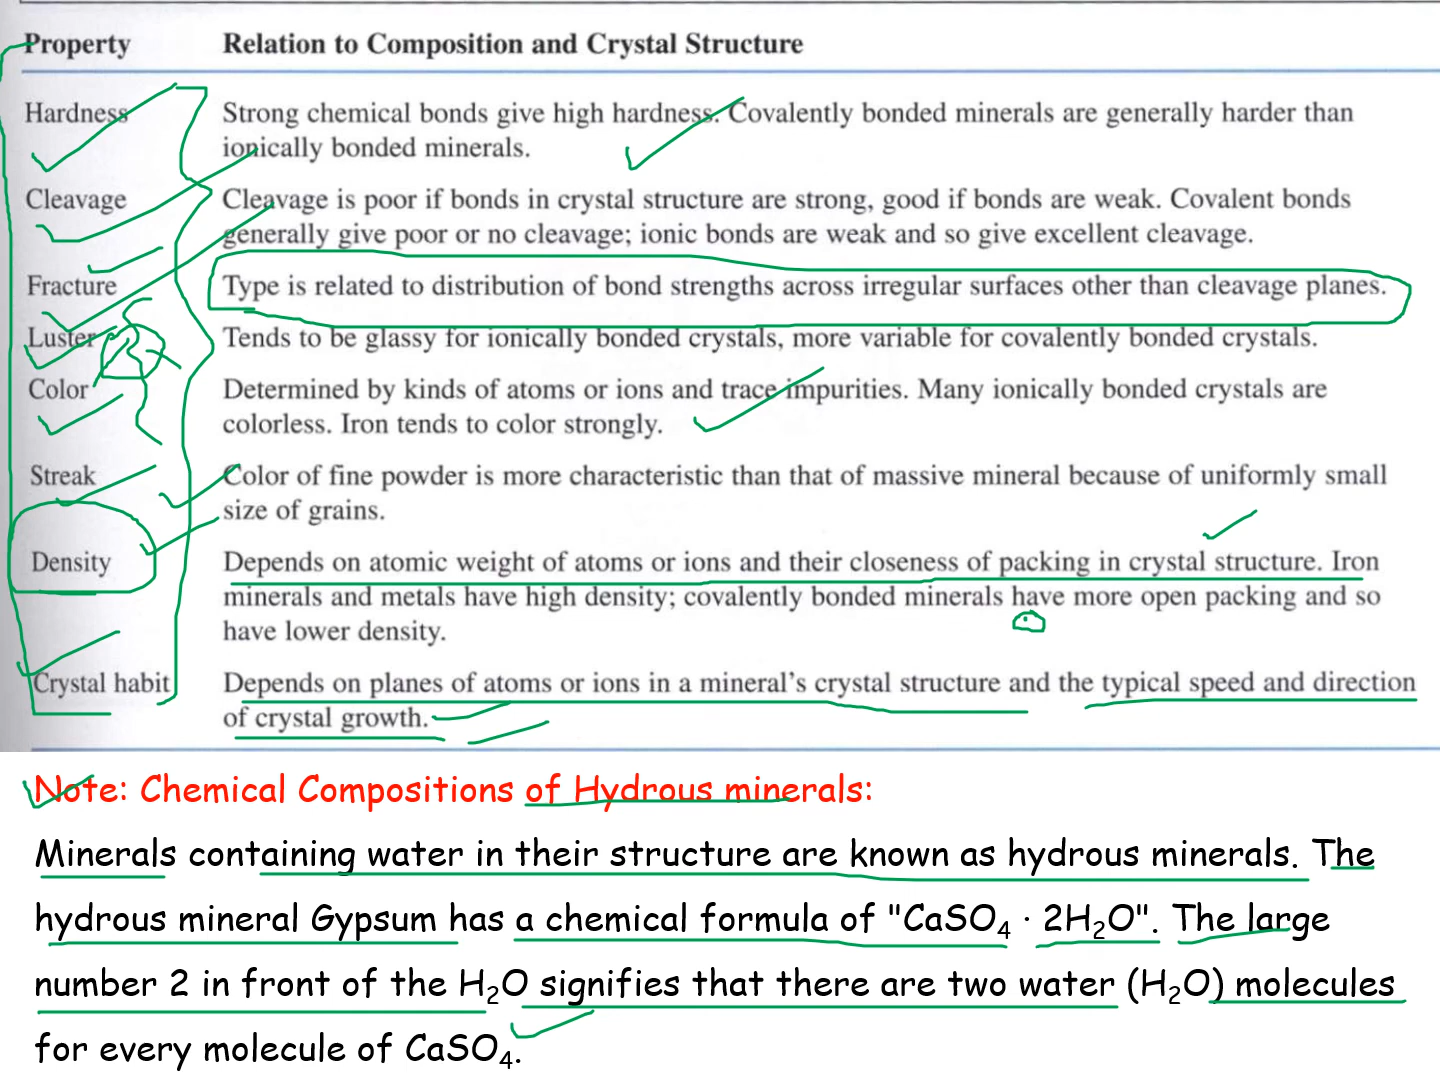 Property Relation to Composition and Crystal Structure
Hardness Strong chemical bonds give high hardness. Covalently bonded minerals are generally harder than
ionically bonded minerals.
Cleavage Cleavage is poor if bonds in crystal structure are strong, good if bonds are weak. Covalent bonds
generally give poor or no cleavage; ionic bonds are weak and so give excellent cleavage.
Fracture Type is related to distribution of bond strengths across irregular surfaces other than cleavage planes.
Luster Tends to be glassy for ionically bonded crystals, more variable for covalently bonded crystals.
Color Determined by kinds of atoms or ions and trace impurities. Many ionically bonded crystals are
colorless. Iron tends to color strongly.
Streak Color of fine powder is more characteristic than that of massive mineral because of uniformly small
size of grains.
Density Depends on atomic weight of atoms or ions and their closeness of packing in crystal structure. Iron
minerals and metals have high density; covalently bonded minerals have more open packing and so
have lower density.
Crystal habit Depends on planes of atoms or ions in a mineral's crystal structure and the typical speed and direction
of crystal growth.
Note: Chemical Compositions of Hydrous minerals:
Minerals containing water in their structure are known as hydrous minerals. The
hydrous mineral Gypsum has a chemical formula of "CaSO₄ · 2H₂O". The large
number 2 in front of the H₂O signifies that there are two water (H₂O) molecules
for every molecule of CaSO₄.